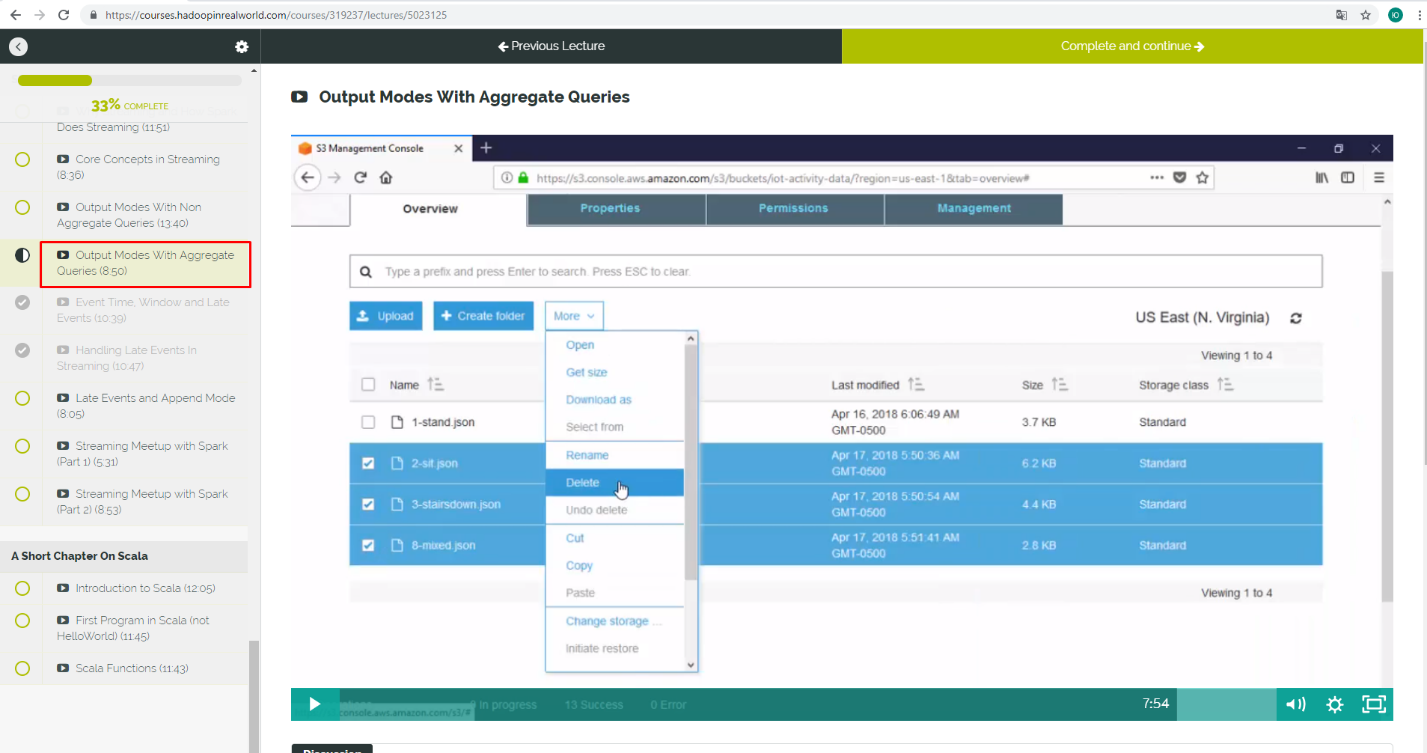 https://courses.hadoopinrealworld.com/courses/319237/lectures/5023125
IO
Previous Lecture
Complete and continue
33% COMPLETE
Does Streaming (11:51)
Core Concepts in Streaming
(8:36)
Output Modes With Non
Aggregate Queries (13:40)
Output Modes With Aggregate
Queries (8:50)
Event Time, Window and Late
Events (10:39)
Handling Late Events In
Streaming (10:47)
Late Events and Append Mode
(8:05)
Streaming Meetup with Spark
(Part 1) (5:31)
Streaming Meetup with Spark
(Part 2) (8:53)
A Short Chapter On Scala
Introduction to Scala (12:05)
First Program in Scala (not
HelloWorld) (11:45)
Scala Functions (11:43)
Output Modes With Aggregate Queries
S3 Management Console
https://s3.console.aws.amazon.com/s3/buckets/iot-activity-data/?region=us-east-1&tab=overview#
Overview
Properties
Permissions
Management
Type a prefix and press Enter to search. Press ESC to clear.
Upload
Create folder
More
US East (N. Virginia)
Viewing 1 to 4
Name
Last modified
Size
Storage class
1-stand.json
Apr 16, 2018 6:06:49 AM
GMT-0500
3.7 KB
Standard
2-sit.json
Apr 17, 2018 5:50:36 AM
GMT-0500
6.2 KB
Standard
3-stairsdown.json
Apr 17, 2018 5:50:54 AM
GMT-0500
4.4 KB
Standard
8-mixed.json
Apr 17, 2018 5:51:41 AM
GMT-0500
2.8 KB
Standard
Viewing 1 to 4
Open
Get size
Download as
Select from
Rename
Delete
Undo delete
Cut
Copy
Paste
Change storage ...
Initiate restore
In progress
13 Success
0 Error
console.aws.amazon.com/s3/#
7:54
Discussion